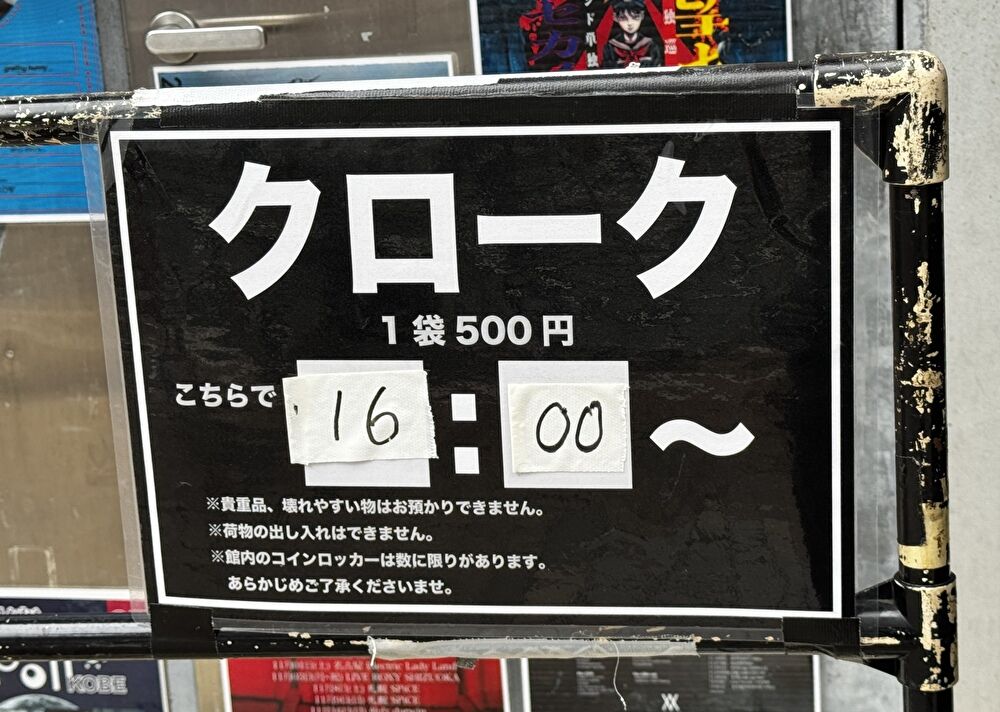 クローク
1袋500円
こちらで 16:00〜
※貴重品、壊れやすい物はお預かりできません。
※荷物の出し入れはできません。
※館内のコインロッカーは数に限りがあります。
あらかじめご了承くださいませ。
KOBE